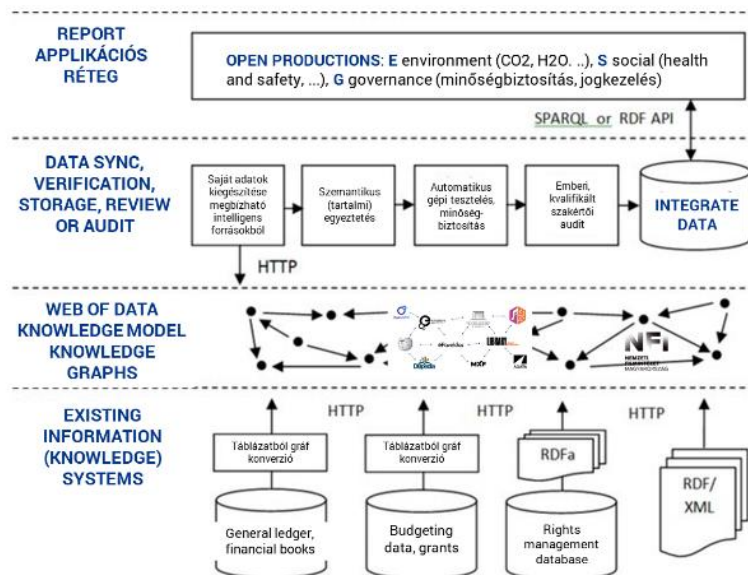 REPORT
APPLIKÁCIÓS
RÉTEG
OPEN PRODUCTIONS: E environment (CO2, H2O. ..), S social (health
and safety, ...), G governance (minőségbiztosítás, jogkezelés)
SPARQL or RDF API
DATA SYNC,
VERIFICATION,
STORAGE, REVIEW
OR AUDIT
Saját adatok
kiegészítése
megbízható
intelligens
forrásokból
Szemantikus
(tartalmi)
egyeztetés
Automatikus
gépi tesztelés,
minőség-
biztosítás
Emberi,
kvalifikált
szakértői
audit
INTEGRATE
DATA
HTTP
WEB OF DATA
KNOWLEDGE MODEL
KNOWLEDGE
GRAPHS
DBpedia
NFI
NEMZETI
FILMINTÉZET
MAGYARORSZÁG
EXISTING
INFORMATION
(KNOWLEDGE)
SYSTEMS
HTTP
HTTP
HTTP
Táblázatból gráf
konverzió
Táblázatból gráf
konverzió
RDFa
RDF/
XML
General ledger,
financial books
Budgeting
data, grants
Rights
management
database